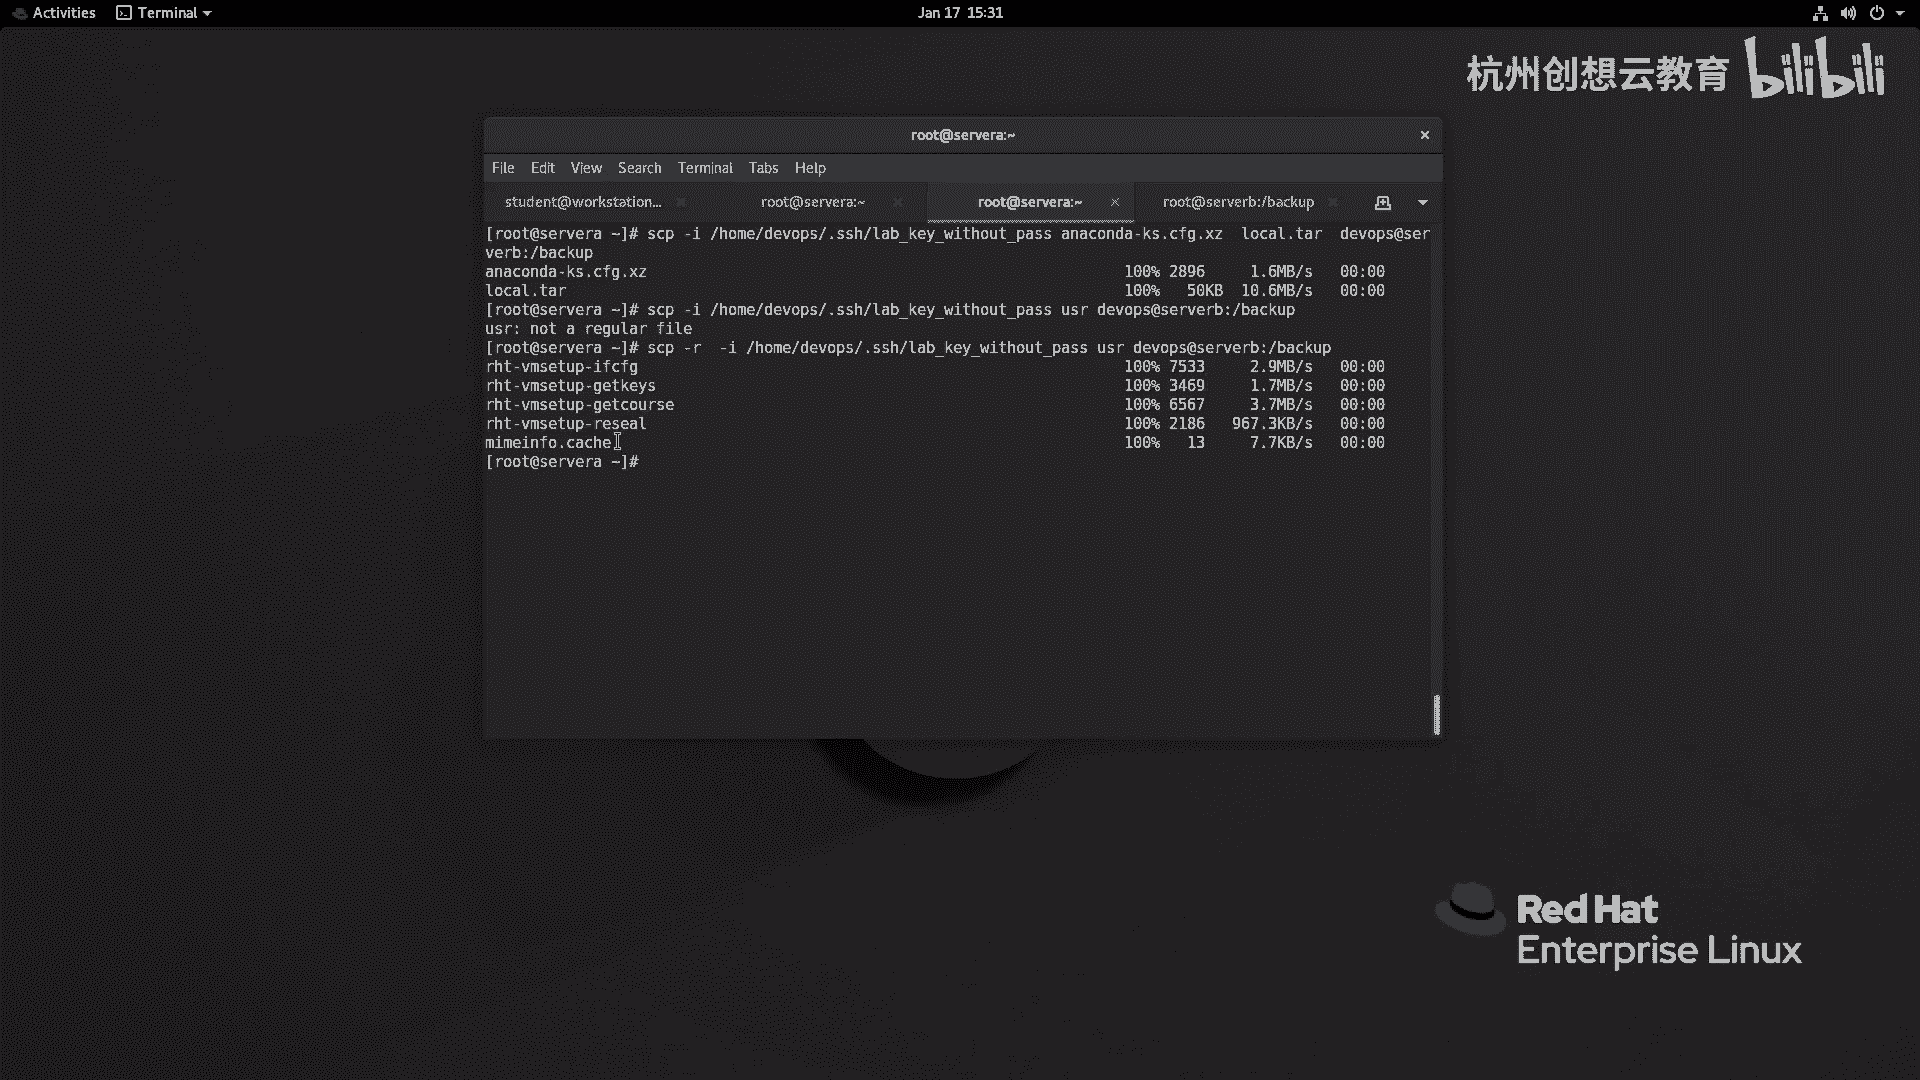 Activities Terminal Jan 17 15:31
杭州创想云教育 bilibili
root@servera:~
File Edit View Search Terminal Tabs Help
student@workstation... root@servera:~ root@servera:~ root@serverb:/backup
[root@servera ~]# scp -i /home/devops/.ssh/lab_key_without_pass anaconda-ks.cfg.xz  local.tar  devops@ser
verb:/backup
anaconda-ks.cfg.xz 100% 2896 1.6MB/s 00:00
local.tar 100% 50KB 10.6MB/s 00:00
[root@servera ~]# scp -i /home/devops/.ssh/lab_key_without_pass usr devops@serverb:/backup
usr: not a regular file
[root@servera ~]# scp -r  -i /home/devops/.ssh/lab_key_without_pass usr devops@serverb:/backup
rht-vmsetup-ifcfg 100% 7533 2.9MB/s 00:00
rht-vmsetup-getkeys 100% 3469 1.7MB/s 00:00
rht-vmsetup-getcourse 100% 6567 3.7MB/s 00:00
rht-vmsetup-reseal 100% 2186 967.3KB/s 00:00
mimeinfo.cache 100% 13 7.7KB/s 00:00
[root@servera ~]#
Red Hat
Enterprise Linux